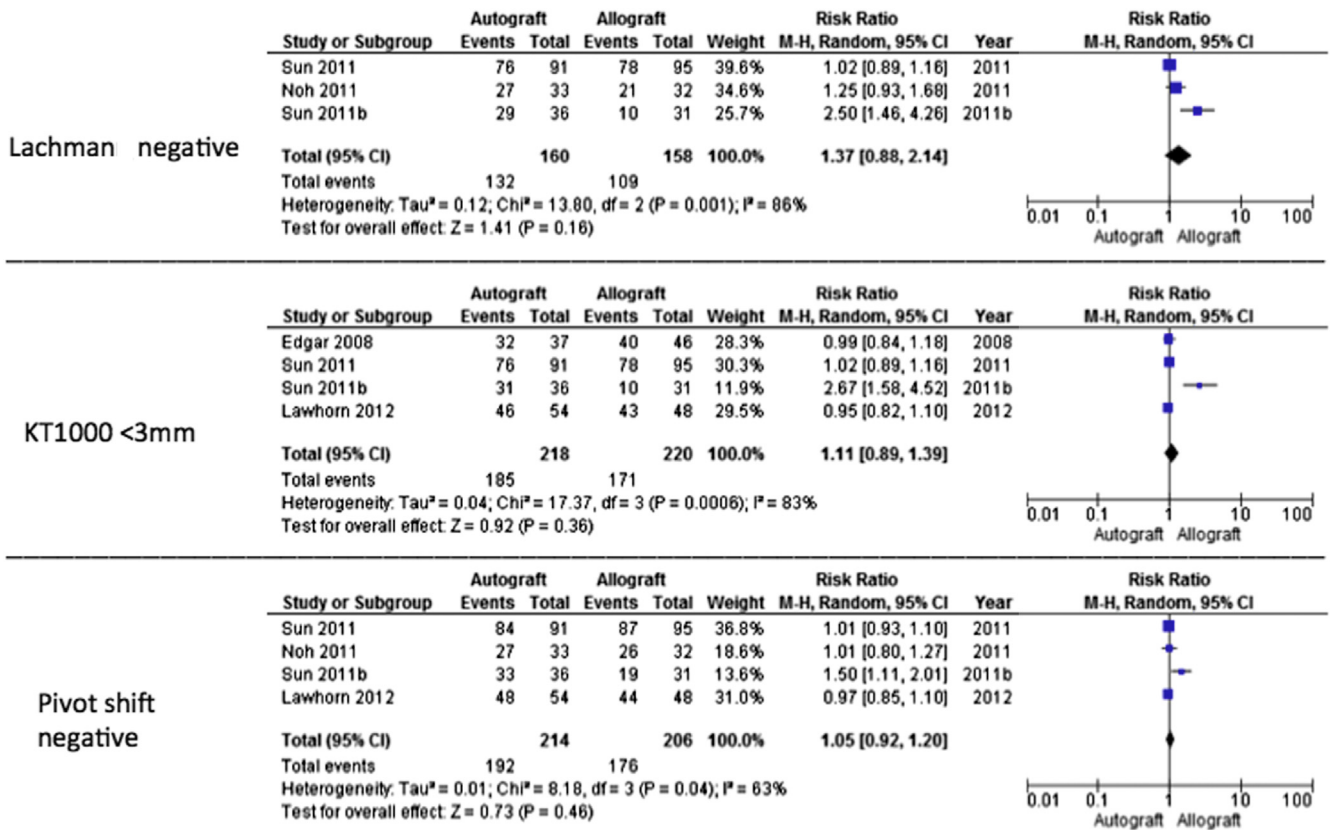 Autograft Allograft Risk Ratio Risk Ratio
Study or Subgroup Events Total Events Total Weight M-H, Random, 95% CI Year M-H, Random, 95% CI
Sun 2011 76 91 78 95 39.6% 1.02 [0.89, 1.16] 2011
Noh 2011 27 33 21 32 34.6% 1.25 [0.93, 1.68] 2011
Sun 2011b 29 36 10 31 25.7% 2.50 [1.46, 4.26] 2011b
Lachman negative
Total (95% CI) 160 158 100.0% 1.37 [0.88, 2.14]
Total events 132 109
Heterogeneity: Tau² = 0.12; Chi² = 13.80, df = 2 (P = 0.001); I² = 86%
Test for overall effect: Z = 1.41 (P = 0.16)
0.01 0.1 1 10 100
Autograft Allograft
Autograft Allograft Risk Ratio Risk Ratio
Study or Subgroup Events Total Events Total Weight M-H, Random, 95% CI Year M-H, Random, 95% CI
Edgar 2008 32 37 40 46 28.3% 0.99 [0.84, 1.18] 2008
Sun 2011 76 91 78 95 30.3% 1.02 [0.89, 1.16] 2011
Sun 2011b 31 36 10 31 11.9% 2.67 [1.58, 4.52] 2011b
Lawhorn 2012 46 54 43 48 29.5% 0.95 [0.82, 1.10] 2012
KT1000 <3mm
Total (95% CI) 218 220 100.0% 1.11 [0.89, 1.39]
Total events 185 171
Heterogeneity: Tau² = 0.04; Chi² = 17.37, df = 3 (P = 0.0006); I² = 83%
Test for overall effect: Z = 0.92 (P = 0.36)
0.01 0.1 1 10 100
Autograft Allograft
Autograft Allograft Risk Ratio Risk Ratio
Study or Subgroup Events Total Events Total Weight M-H, Random, 95% CI Year M-H, Random, 95% CI
Sun 2011 84 91 87 95 36.8% 1.01 [0.93, 1.10] 2011
Noh 2011 27 33 26 32 18.6% 1.01 [0.80, 1.27] 2011
Sun 2011b 33 36 19 31 13.6% 1.50 [1.11, 2.01] 2011b
Lawhorn 2012 48 54 44 48 31.0% 0.97 [0.85, 1.10] 2012
Pivot shift
negative
Total (95% CI) 214 206 100.0% 1.05 [0.92, 1.20]
Total events 192 176
Heterogeneity: Tau² = 0.01; Chi² = 8.18, df = 3 (P = 0.04); I² = 63%
Test for overall effect: Z = 0.73 (P = 0.46)
0.01 0.1 1 10 100
Autograft Allograft